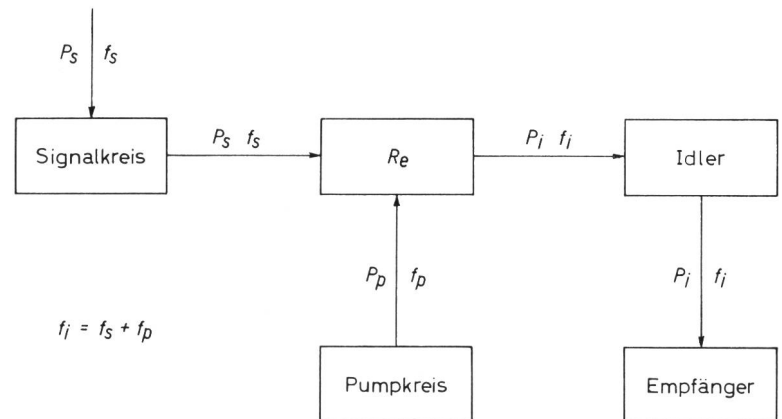 P_s f_s
P_s f_s
P_i f_i
Signalkreis
R_e
Idler
P_p f_p
P_i f_i
f_i = f_s + f_p
Pumpkreis
Empfänger